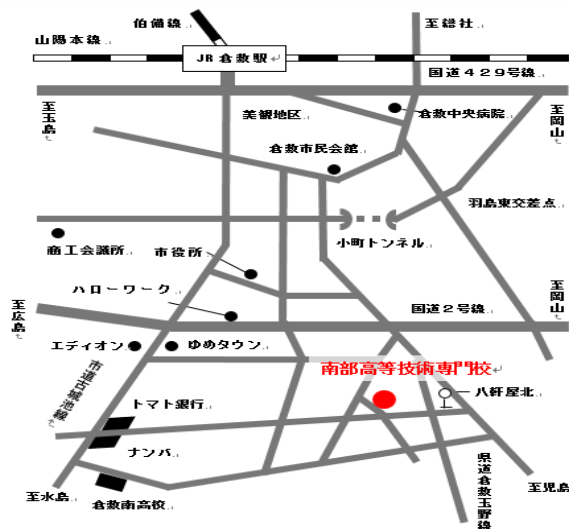 伯備線
至総社
山陽本線
JR倉敷駅
国道429号線
至玉島
美観地区
倉敷中央病院
至岡山
倉敷市民会館
羽島東交差点
商工会議所
市役所
小町トンネル
ハローワーク
至広島
国道2号線
至岡山
エディオン
ゆめタウン
南部高等技術専門校
市道古城池線
トマト銀行
八軒屋北
ナンバ
至水島
倉敷南高校
県道倉敷玉野線
至児島